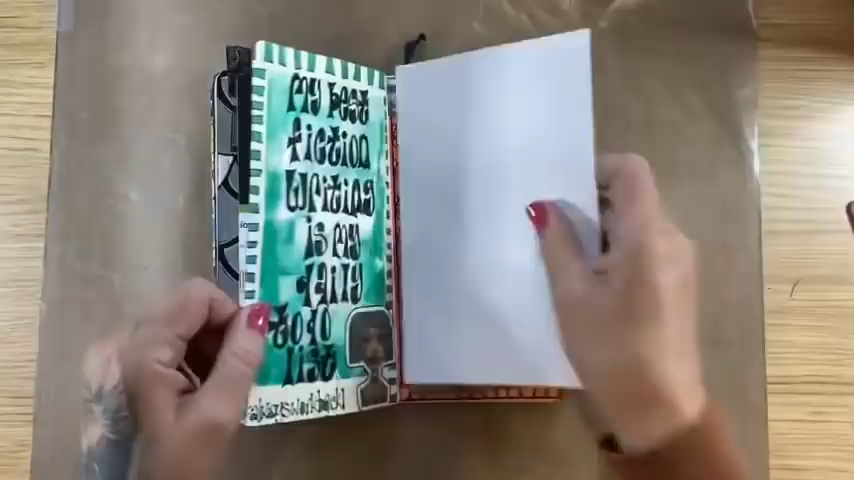 My best
fiction
Writing
is my
daily
to do
list